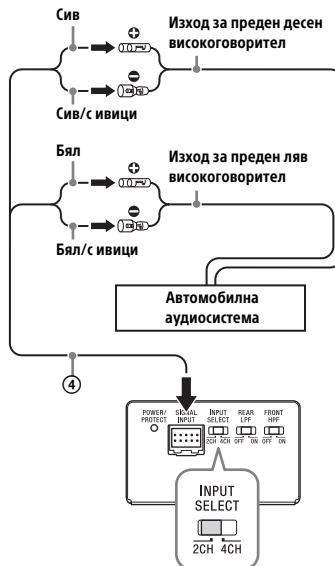 Сив
Изход за преден десен
високоговорител
Сив/с ивици
Бял
Изход за преден ляв
високоговорител
Бял/с ивици
Автомобилна
аудиосистема
④
POWER/ PROTECT
SIGNAL INPUT
INPUT SELECT
REAR LPF
FRONT HPF
2CH 4CH OFF ON OFF ON
INPUT
SELECT
2CH 4CH